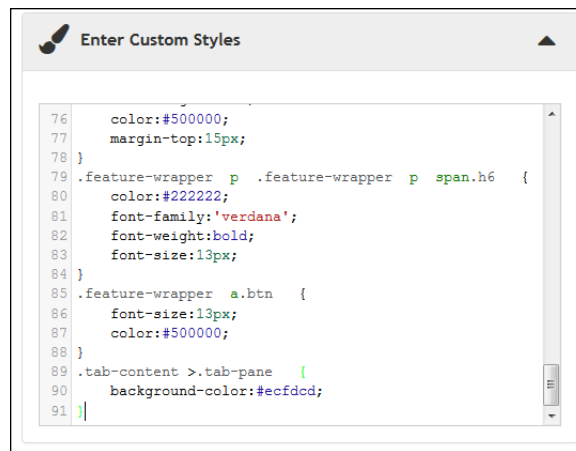 Enter Custom Styles
76 color:#500000;
77 margin-top:15px;
78 }
79 .feature-wrapper p .feature-wrapper p span.h6 {
80 color:#222222;
81 font-family:'verdana';
82 font-weight:bold;
83 font-size:13px;
84 }
85 .feature-wrapper a.btn {
86 font-size:13px;
87 color:#500000;
88 }
89 .tab-content >.tab-pane {
90 background-color:#ecfdcd;
91 }